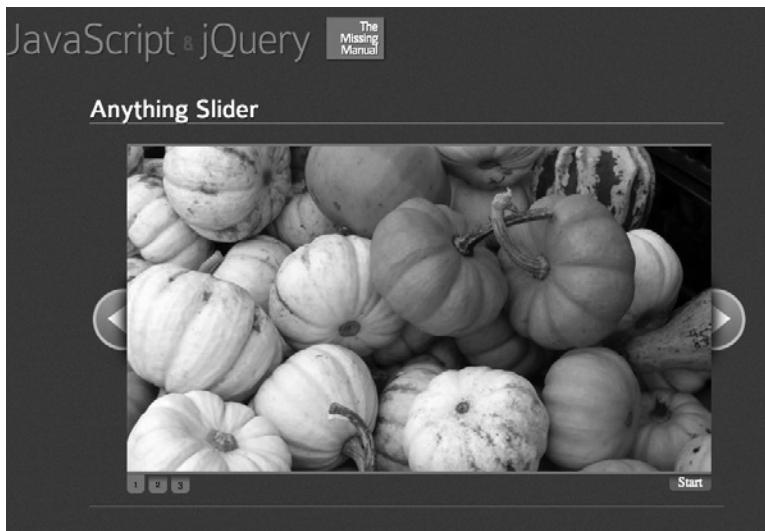 JavaScript & jQuery
The
Missing
Manual
Anything Slider
1 2 3
Start